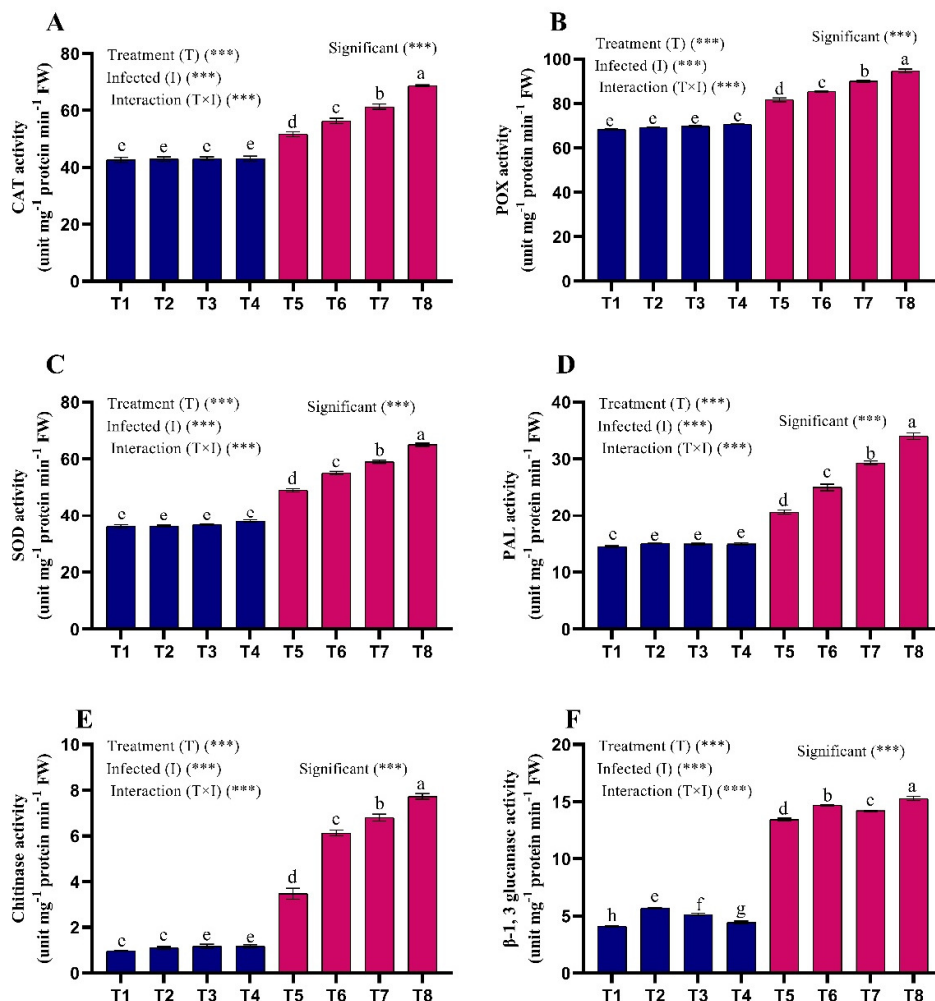 A
Treatment (T) (***)
Infected (I) (***)
Interaction (T×I) (***)
Significant (***)
CAT activity
(unit mg⁻¹ protein min⁻¹ FW)
80
60
40
20
0
e e e e d c b a
T1 T2 T3 T4 T5 T6 T7 T8
B
Treatment (T) (***)
Infected (I) (***)
Interaction (T×I) (***)
Significant (***)
POX activity
(unit mg⁻¹ protein min⁻¹ FW)
100
80
60
40
20
0
e e e e d c b a
T1 T2 T3 T4 T5 T6 T7 T8
C
Treatment (T) (***)
Infected (I) (***)
Interaction (T×I) (***)
Significant (***)
SOD activity
(unit mg⁻¹ protein min⁻¹ FW)
80
60
40
20
0
e e e e d c b a
T1 T2 T3 T4 T5 T6 T7 T8
D
Treatment (T) (***)
Infected (I) (***)
Interaction (T×I) (***)
Significant (***)
PAL activity
(unit mg⁻¹ protein min⁻¹ FW)
40
30
20
10
0
e e e e d c b a
T1 T2 T3 T4 T5 T6 T7 T8
E
Treatment (T) (***)
Infected (I) (***)
Interaction (T×I) (***)
Significant (***)
Chitinase activity
(unit mg⁻¹ protein min⁻¹ FW)
10
8
6
4
2
0
e e e e d c b a
T1 T2 T3 T4 T5 T6 T7 T8
F
Treatment (T) (***)
Infected (I) (***)
Interaction (T×I) (***)
Significant (***)
β-1, 3 glucanase activity
(unit mg⁻¹ protein min⁻¹ FW)
20
15
10
5
0
h e f g d b c a
T1 T2 T3 T4 T5 T6 T7 T8